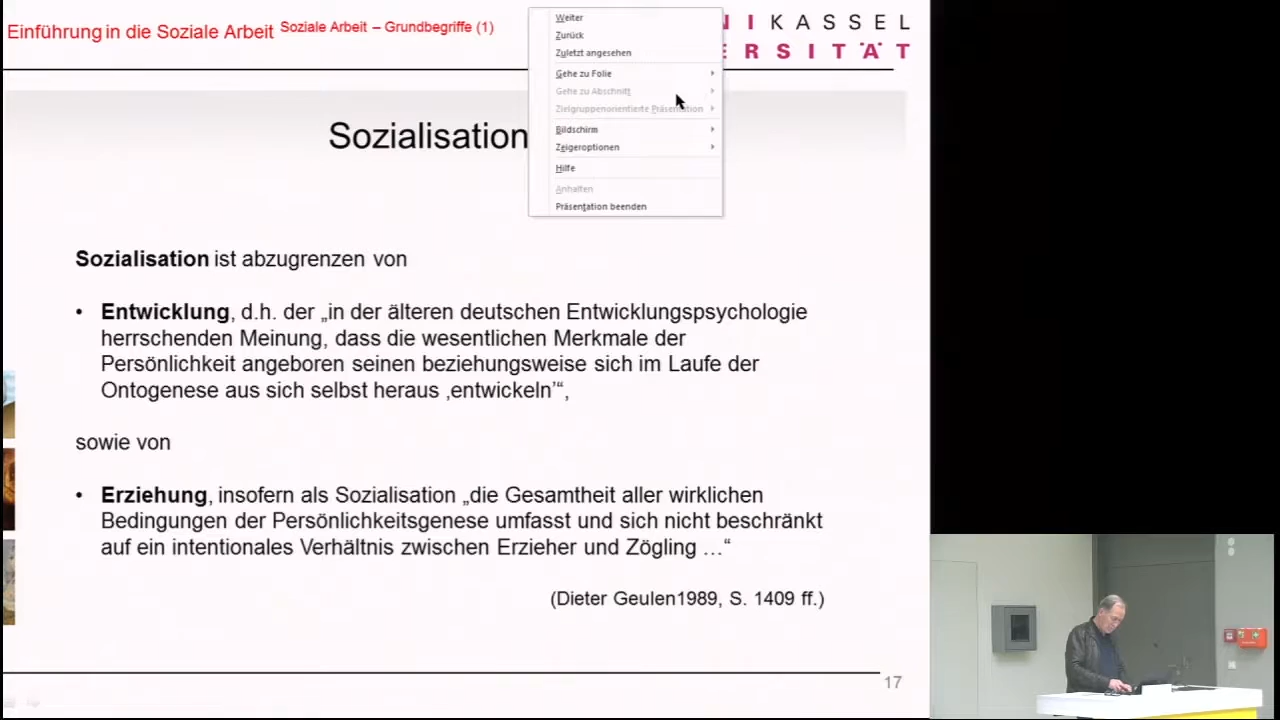 Einführung in die Soziale Arbeit Soziale Arbeit – Grundbegriffe (1)
N I K A S S E L
E R S I T Ä T
Weiter
Zurück
Zuletzt angesehen
Gehe zu Folie
Gehe zu Abschnitt
Zielgruppenorientierte Präsentation
Bildschirm
Zeigeroptionen
Hilfe
Anhalten
Präsentation beenden
Sozialisation
Sozialisation ist abzugrenzen von
• Entwicklung, d.h. der „in der älteren deutschen Entwicklungspsychologie
herrschenden Meinung, dass die wesentlichen Merkmale der
Persönlichkeit angeboren seinen beziehungsweise sich im Laufe der
Ontogenese aus sich selbst heraus ‚entwickeln’“,
sowie von
• Erziehung, insofern als Sozialisation „die Gesamtheit aller wirklichen
Bedingungen der Persönlichkeitsgenese umfasst und sich nicht beschränkt
auf ein intentionales Verhältnis zwischen Erzieher und Zögling …“
(Dieter Geulen1989, S. 1409 ff.)
17